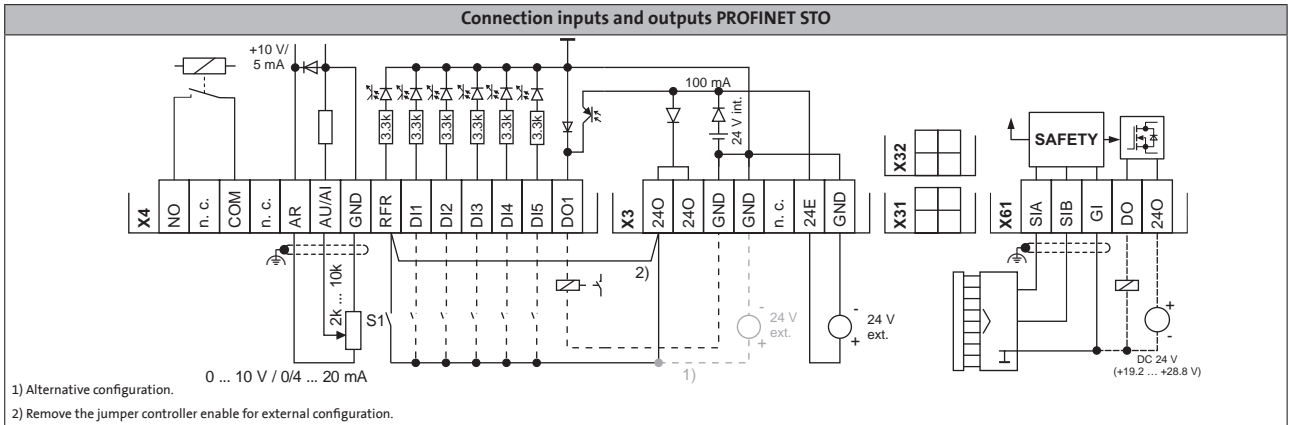 Connection inputs and outputs PROFINET STO
+10 V/
5 mA
100 mA
3.3k
3.3k
3.3k
3.3k
3.3k
3.3k
24 V int.
X4
NO
n. c.
COM
n. c.
AR
AU/AI
GND
RFR
DI1
DI2
DI3
DI4
DI5
DO1
X3
24O
24O
GND
GND
n. c.
24E
GND
X32
X31
SAFETY
X61
SIA
SIB
GI
DO
24O
2k ... 10k
S1
2)
-
24 V
ext.
+
-
24 V
ext.
+
1)
+
-
DC 24 V
(+19.2 ... +28.8 V)
0 ... 10 V / 0/4 ... 20 mA
1) Alternative configuration.
2) Remove the jumper controller enable for external configuration.